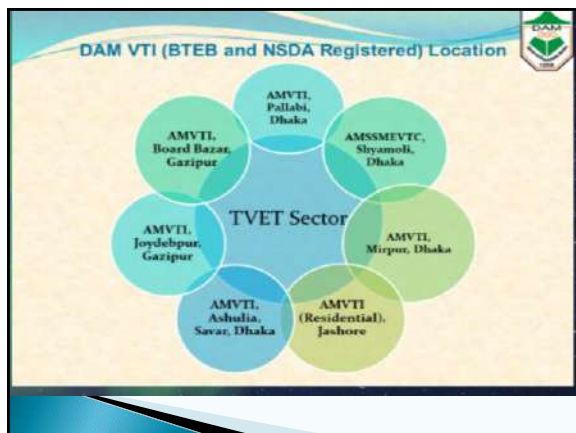 DAM VTI (BTEB and NSDA Registered) Location
DAM
1958
AMVTI,
Pallabi,
Dhaka
AMSSMEVTC,
Shyamoli,
Dhaka
AMVTI,
Mirpur, Dhaka
AMVTI
(Residential),
Jashore
AMVTI,
Ashulia,
Savar, Dhaka
AMVTI,
Joydebpur,
Gazipur
AMVTI,
Board Bazar,
Gazipur
TVET Sector